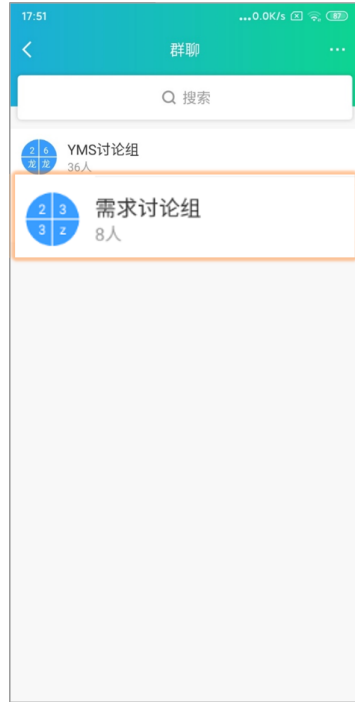 17:51
...0.0K/s 87
群聊
...
搜索
2 6
龙 龙
YMS讨论组
36人
2 3
3 z
需求讨论组
8人